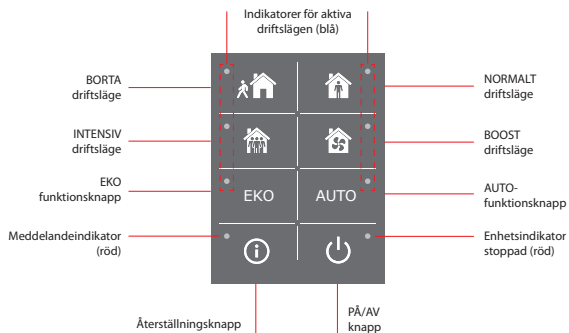 Indikatorer för aktiva
driftslägen (blå)
BORTA
driftsläge
NORMALT
driftsläge
INTENSIV
driftsläge
BOOST
driftsläge
EKO
funktionsknapp
EKO
AUTO
AUTO-
funktionsknapp
Meddelandeindikator
(röd)
Enhetsindikator
stoppad (röd)
Återställningsknapp
PÅ/AV
knapp